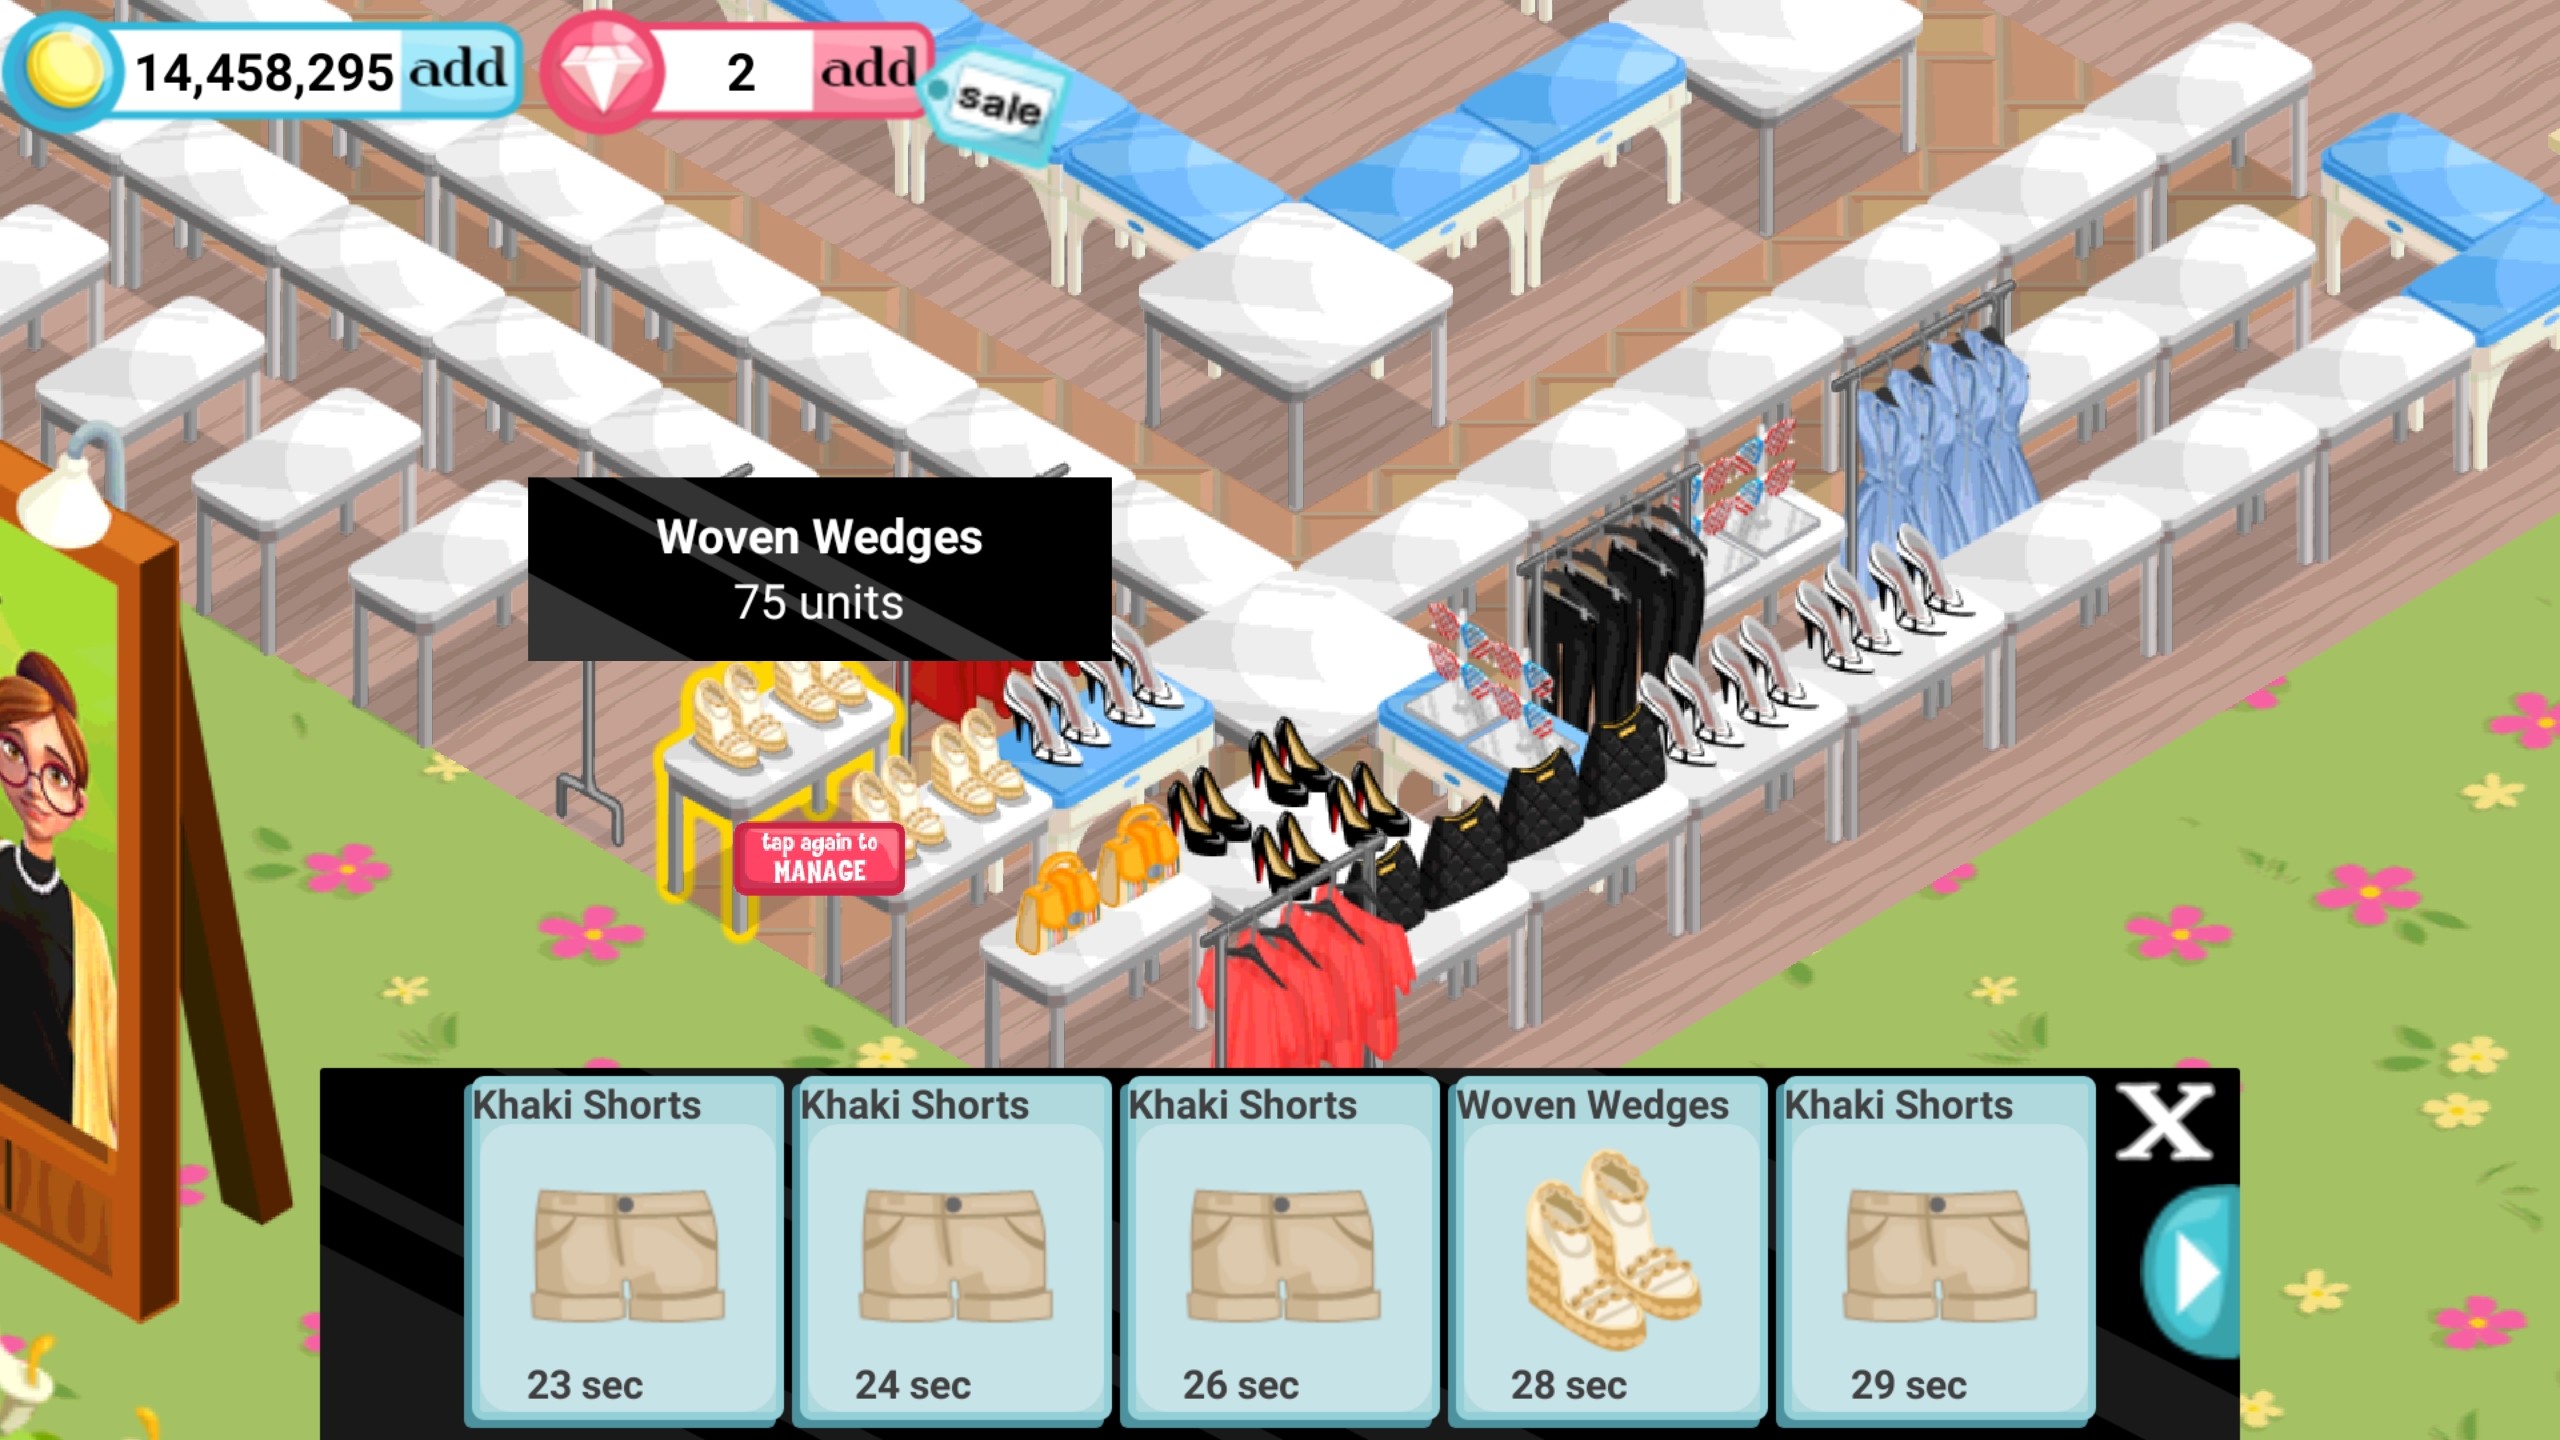 14,458,295 add
2 add
sale
Woven Wedges
75 units
tap again to
MANAGE
Khaki Shorts
23 sec
Khaki Shorts
24 sec
Khaki Shorts
26 sec
Woven Wedges
28 sec
Khaki Shorts
29 sec
X